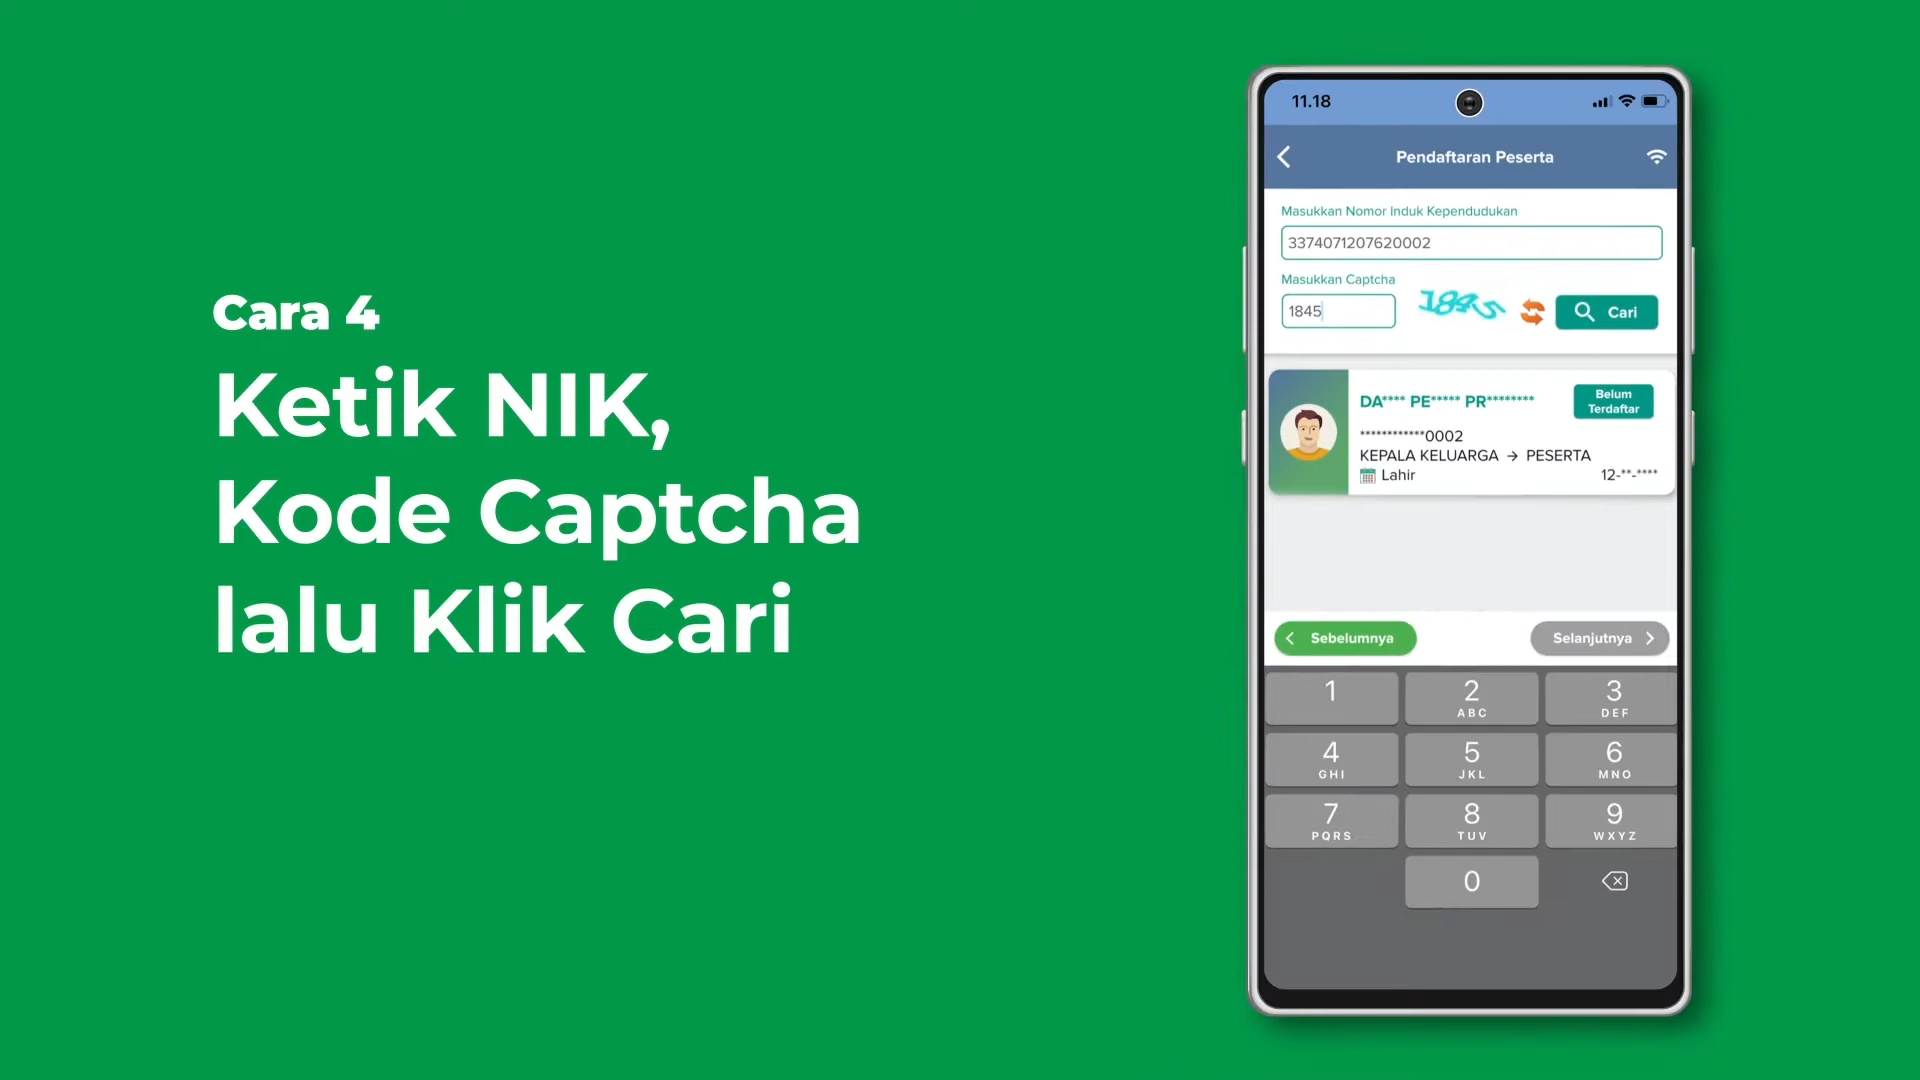 Cara 4
Ketik NIK,
Kode Captcha
lalu Klik Cari
11.18
Pendaftaran Peserta
Masukkan Nomor Induk Kependudukan
3374071207620002
Masukkan Captcha
1845
1845
Cari
DA**** PE***** PR********
Belum
Terdaftar
************0002
KEPALA KELUARGA → PESERTA
Lahir
12-**-****
Sebelumnya
Selanjutnya
1
2
ABC
3
DEF
4
GHI
5
JKL
6
MNO
7
PQRS
8
TUV
9
WXYZ
0